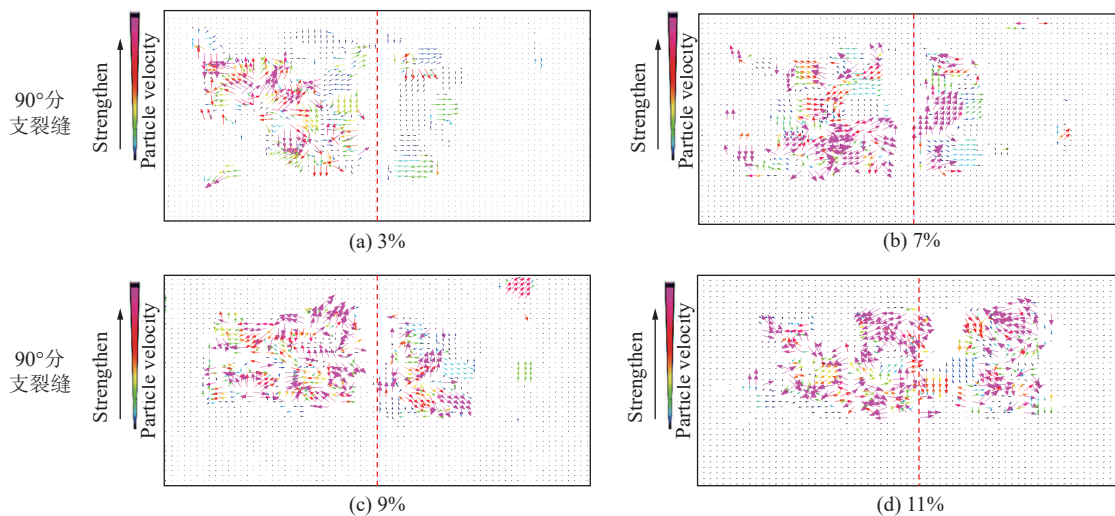 90°分
支裂缝
Strengthen
Particle velocity
(a) 3%
Strengthen
Particle velocity
(b) 7%
90°分
支裂缝
Strengthen
Particle velocity
(c) 9%
Strengthen
Particle velocity
(d) 11%